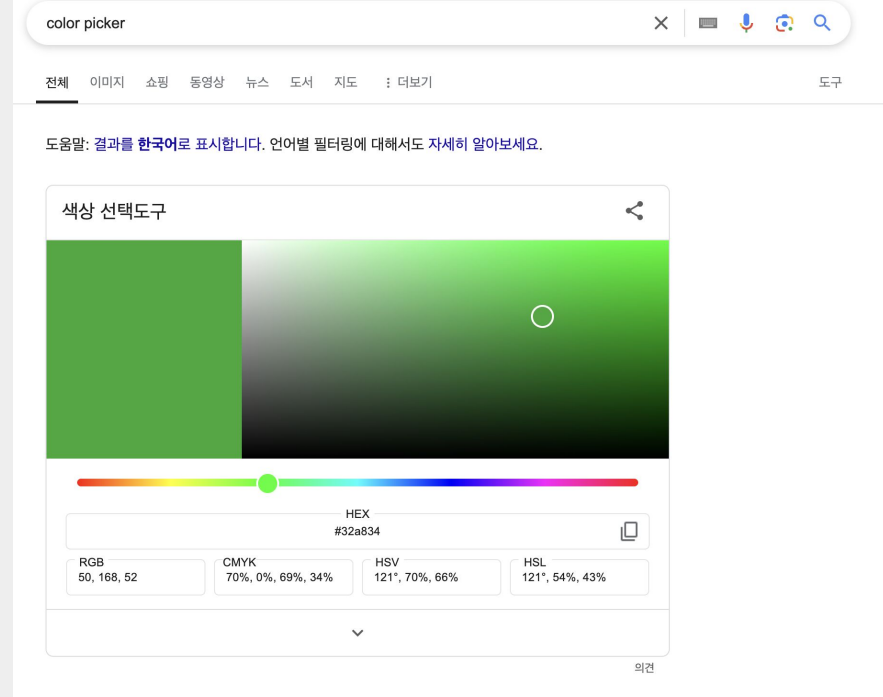 color picker
전체 이미지 쇼핑 동영상 뉴스 도서 지도 더보기 도구
도움말: 결과를 한국어로 표시합니다. 언어별 필터링에 대해서도 자세히 알아보세요.
색상 선택도구
HEX
#32a834
RGB
50, 168, 52
CMYK
70%, 0%, 69%, 34%
HSV
121°, 70%, 66%
HSL
121°, 54%, 43%
의견